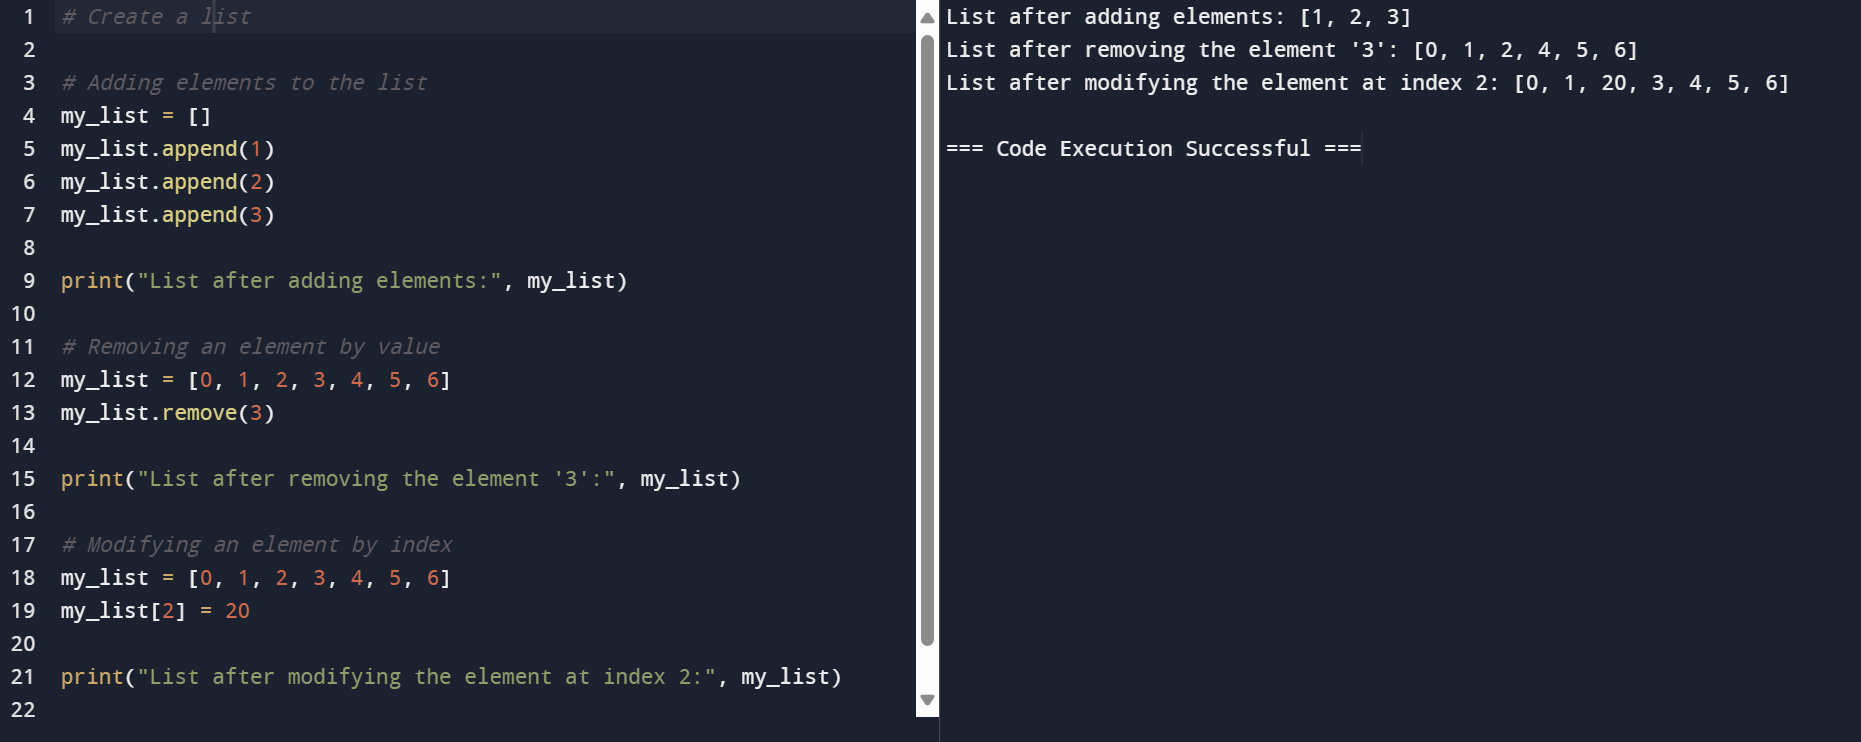 1 # Create a list
2
3 # Adding elements to the list
4 my_list = []
5 my_list.append(1)
6 my_list.append(2)
7 my_list.append(3)
8
9 print("List after adding elements:", my_list)
10
11 # Removing an element by value
12 my_list = [0, 1, 2, 3, 4, 5, 6]
13 my_list.remove(3)
14
15 print("List after removing the element '3':", my_list)
16
17 # Modifying an element by index
18 my_list = [0, 1, 2, 3, 4, 5, 6]
19 my_list[2] = 20
20
21 print("List after modifying the element at index 2:", my_list)
22
List after adding elements: [1, 2, 3]
List after removing the element '3': [0, 1, 2, 4, 5, 6]
List after modifying the element at index 2: [0, 1, 20, 3, 4, 5, 6]
=== Code Execution Successful ===